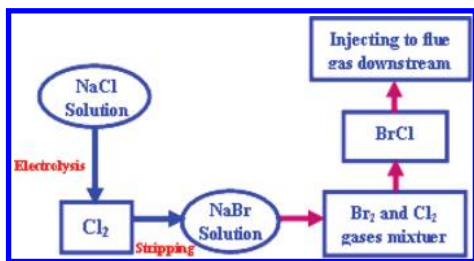 NaCl
Solution
Electrolysis
Cl₂
Stripping
NaBr
Solution
Br₂ and Cl₂
gases mixtuer
BrCl
Injecting to flue
gas downstream